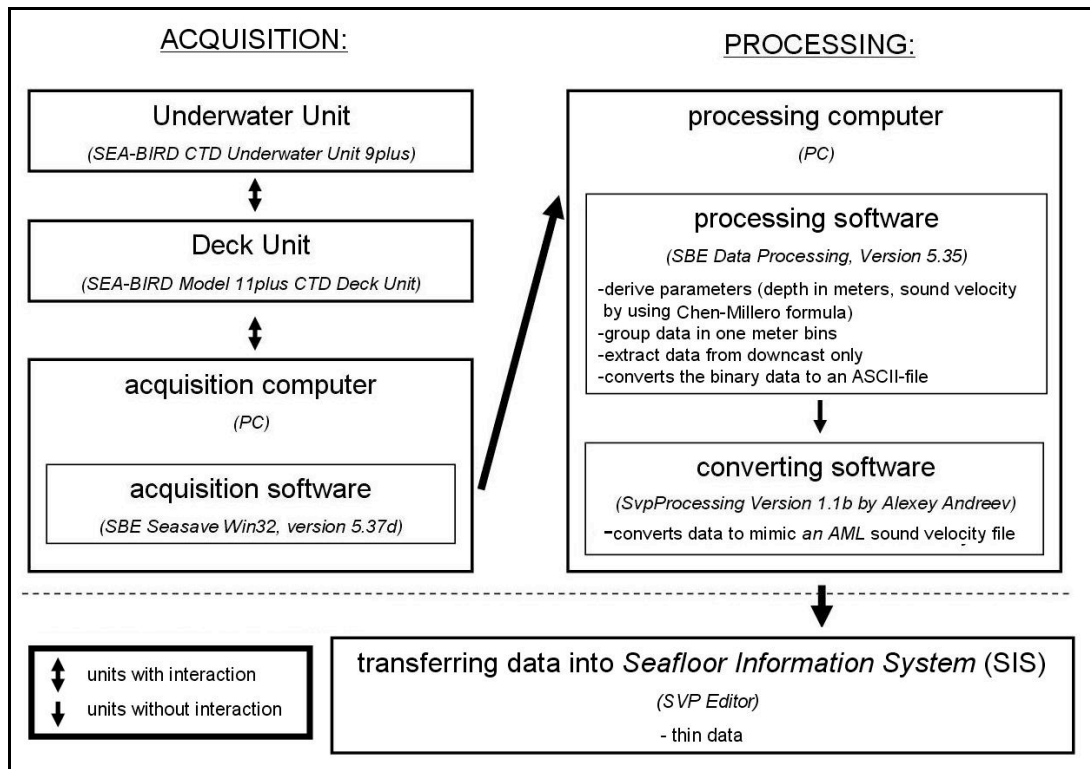 ACQUISITION:
Underwater Unit
(SEA-BIRD CTD Underwater Unit 9plus)
Deck Unit
(SEA-BIRD Model 11plus CTD Deck Unit)
acquisition computer
(PC)
acquisition software
(SBE Seasave Win32, version 5.37d)
PROCESSING:
processing computer
(PC)
processing software
(SBE Data Processing, Version 5.35)
-derive parameters (depth in meters, sound velocity
by using Chen-Millero formula)
-group data in one meter bins
-extract data from downcast only
-converts the binary data to an ASCII-file
converting software
(SvpProcessing Version 1.1b by Alexey Andreev)
-converts data to mimic an AML sound velocity file
units with interaction
units without interaction
transferring data into Seafloor Information System (SIS)
(SVP Editor)
- thin data